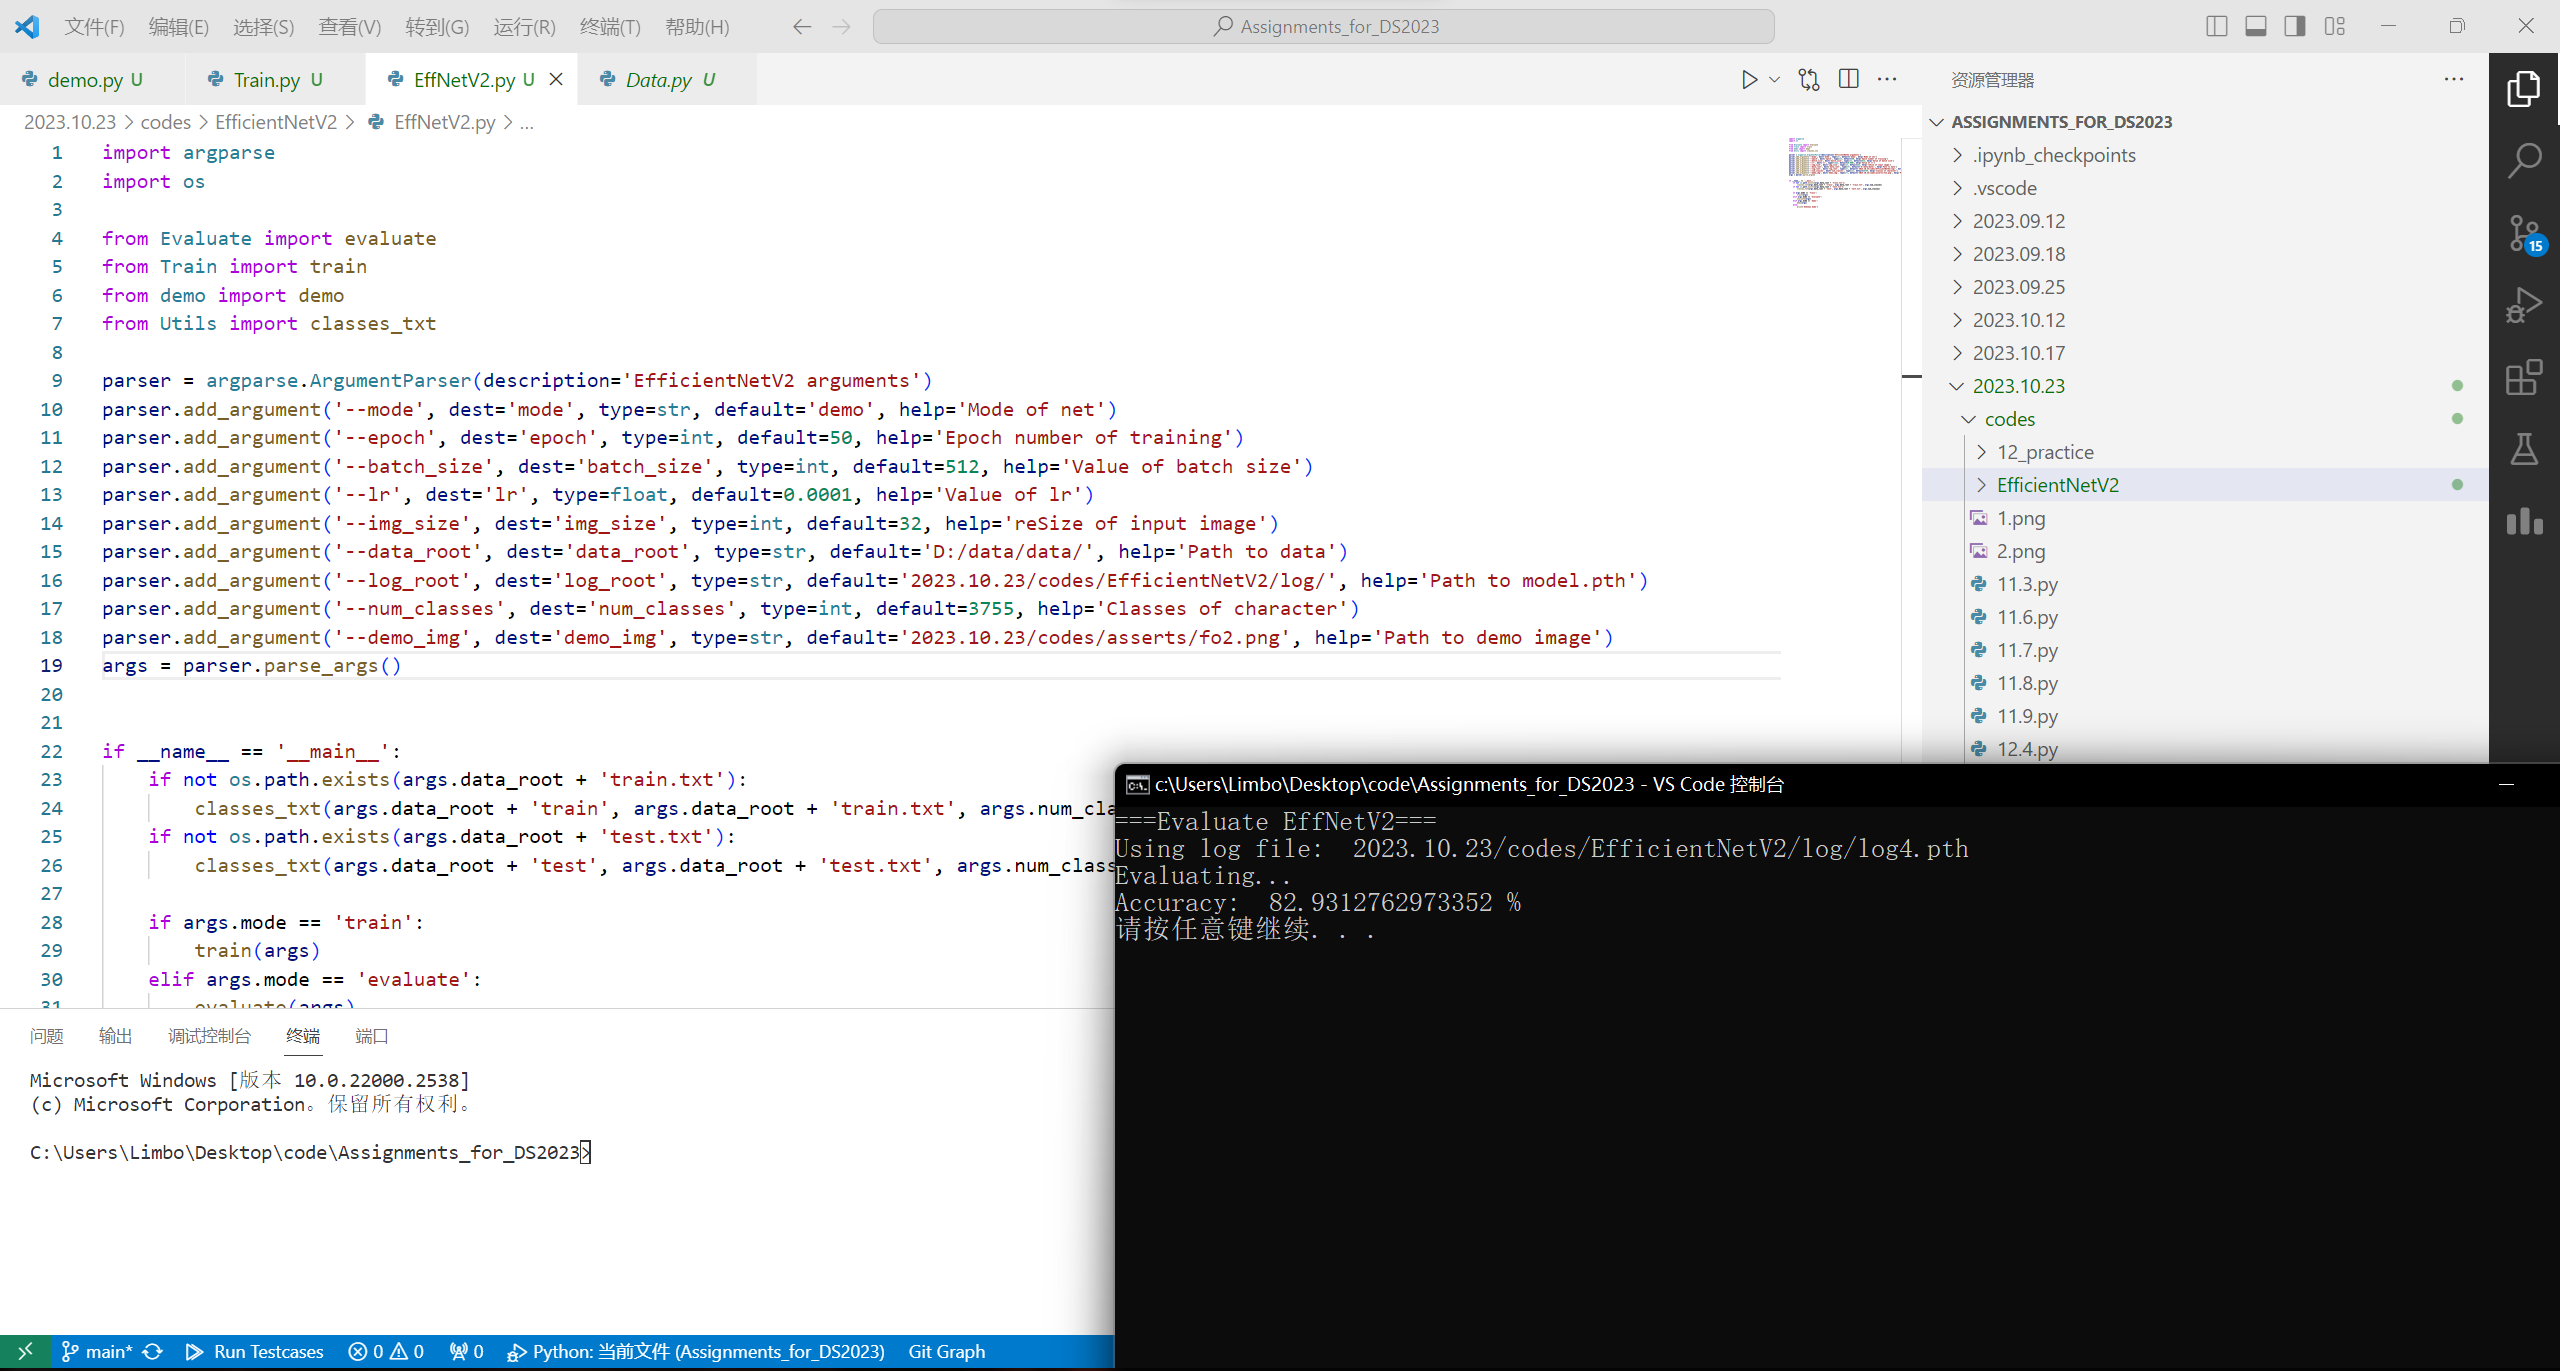 文件(F) 编辑(E) 选择(S) 查看(V) 转到(G) 运行(R) 终端(T) 帮助(H) Assignments_for_DS2023
demo.py U Train.py U EffNetV2.py U Data.py U
2023.10.23 > codes > EfficientNetV2 > EffNetV2.py > ...
1 import argparse
2 import os
3
4 from Evaluate import evaluate
5 from Train import train
6 from demo import demo
7 from Utils import classes_txt
8
9 parser = argparse.ArgumentParser(description='EfficientNetV2 arguments')
10 parser.add_argument('--mode', dest='mode', type=str, default='demo', help='Mode of net')
11 parser.add_argument('--epoch', dest='epoch', type=int, default=50, help='Epoch number of training')
12 parser.add_argument('--batch_size', dest='batch_size', type=int, default=512, help='Value of batch size')
13 parser.add_argument('--lr', dest='lr', type=float, default=0.0001, help='Value of lr')
14 parser.add_argument('--img_size', dest='img_size', type=int, default=32, help='reSize of input image')
15 parser.add_argument('--data_root', dest='data_root', type=str, default='D:/data/data/', help='Path to data')
16 parser.add_argument('--log_root', dest='log_root', type=str, default='2023.10.23/codes/EfficientNetV2/log/', help='Path to model.pth')
17 parser.add_argument('--num_classes', dest='num_classes', type=int, default=3755, help='Classes of character')
18 parser.add_argument('--demo_img', dest='demo_img', type=str, default='2023.10.23/codes/asserts/fo2.png', help='Path to demo image')
19 args = parser.parse_args()
20
21
22 if __name__ == '__main__':
23 if not os.path.exists(args.data_root + 'train.txt'):
24 classes_txt(args.data_root + 'train', args.data_root + 'train.txt', args.num_cla
25 if not os.path.exists(args.data_root + 'test.txt'):
26 classes_txt(args.data_root + 'test', args.data_root + 'test.txt', args.num_class
27
28 if args.mode == 'train':
29 train(args)
30 elif args.mode == 'evaluate':
31 evaluate(args)
资源管理器
ASSIGNMENTS_FOR_DS2023
.ipynb_checkpoints
.vscode
2023.09.12
2023.09.18
2023.09.25
2023.10.12
2023.10.17
2023.10.23
codes
12_practice
EfficientNetV2
1.png
2.png
11.3.py
11.6.py
11.7.py
11.8.py
11.9.py
12.4.py
15
c:\Users\Limbo\Desktop\code\Assignments_for_DS2023 - VS Code 控制台
===Evaluate EffNetV2===
Using log file:  2023.10.23/codes/EfficientNetV2/log/log4.pth
Evaluating...
Accuracy:  82.9312762973352 %
请按任意键继续. . .
问题 输出 调试控制台 终端 端口
Microsoft Windows [版本 10.0.22000.2538]
(c) Microsoft Corporation。保留所有权利。
C:\Users\Limbo\Desktop\code\Assignments_for_DS2023>
main* Run Testcases 0 0 0 Python: 当前文件 (Assignments_for_DS2023) Git Graph